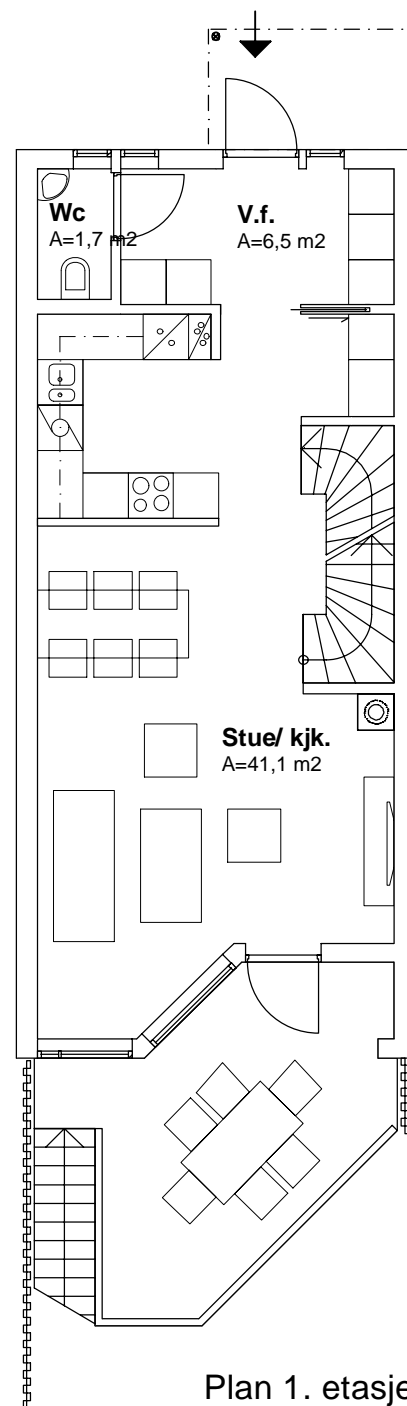 Wc
A=1,7 m2
V.f.
A=6,5 m2
Stue/ kjk.
A=41,1 m2
Plan 1. etasje